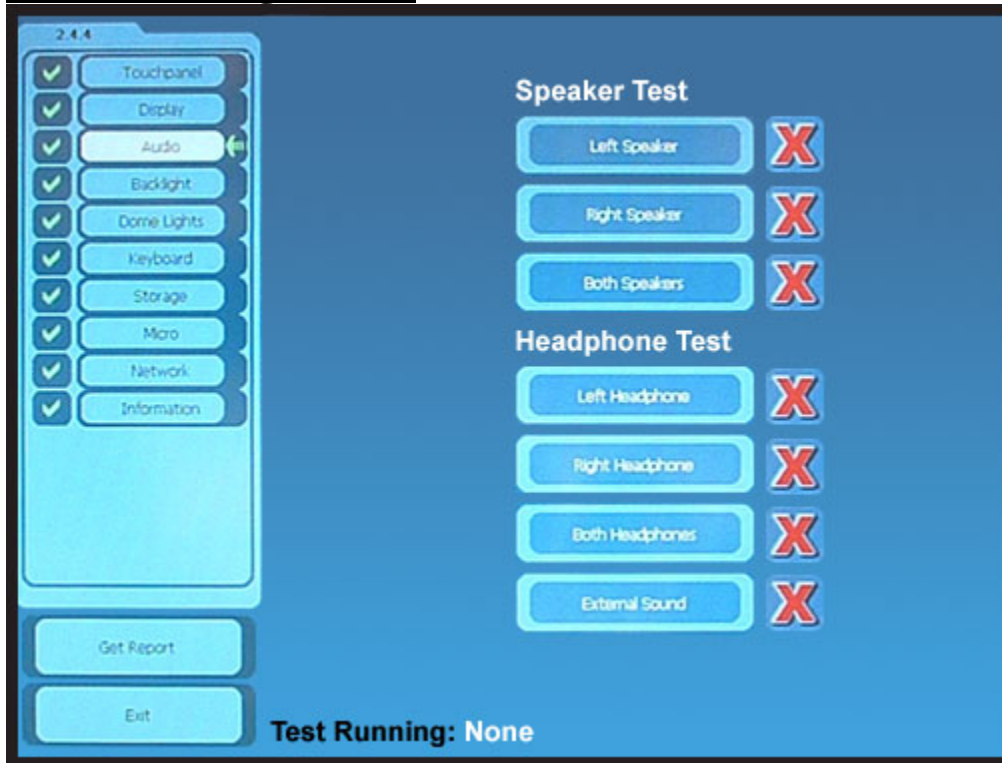 2.4.4
Touchpanel
Display
Audio
Backlight
Dome Lights
Keyboard
Storage
Micro
Network
Information
Get Report
Exit
Speaker Test
Left Speaker
Right Speaker
Both Speakers
Headphone Test
Left Headphone
Right Headphone
Both Headphones
External Sound
Test Running: None